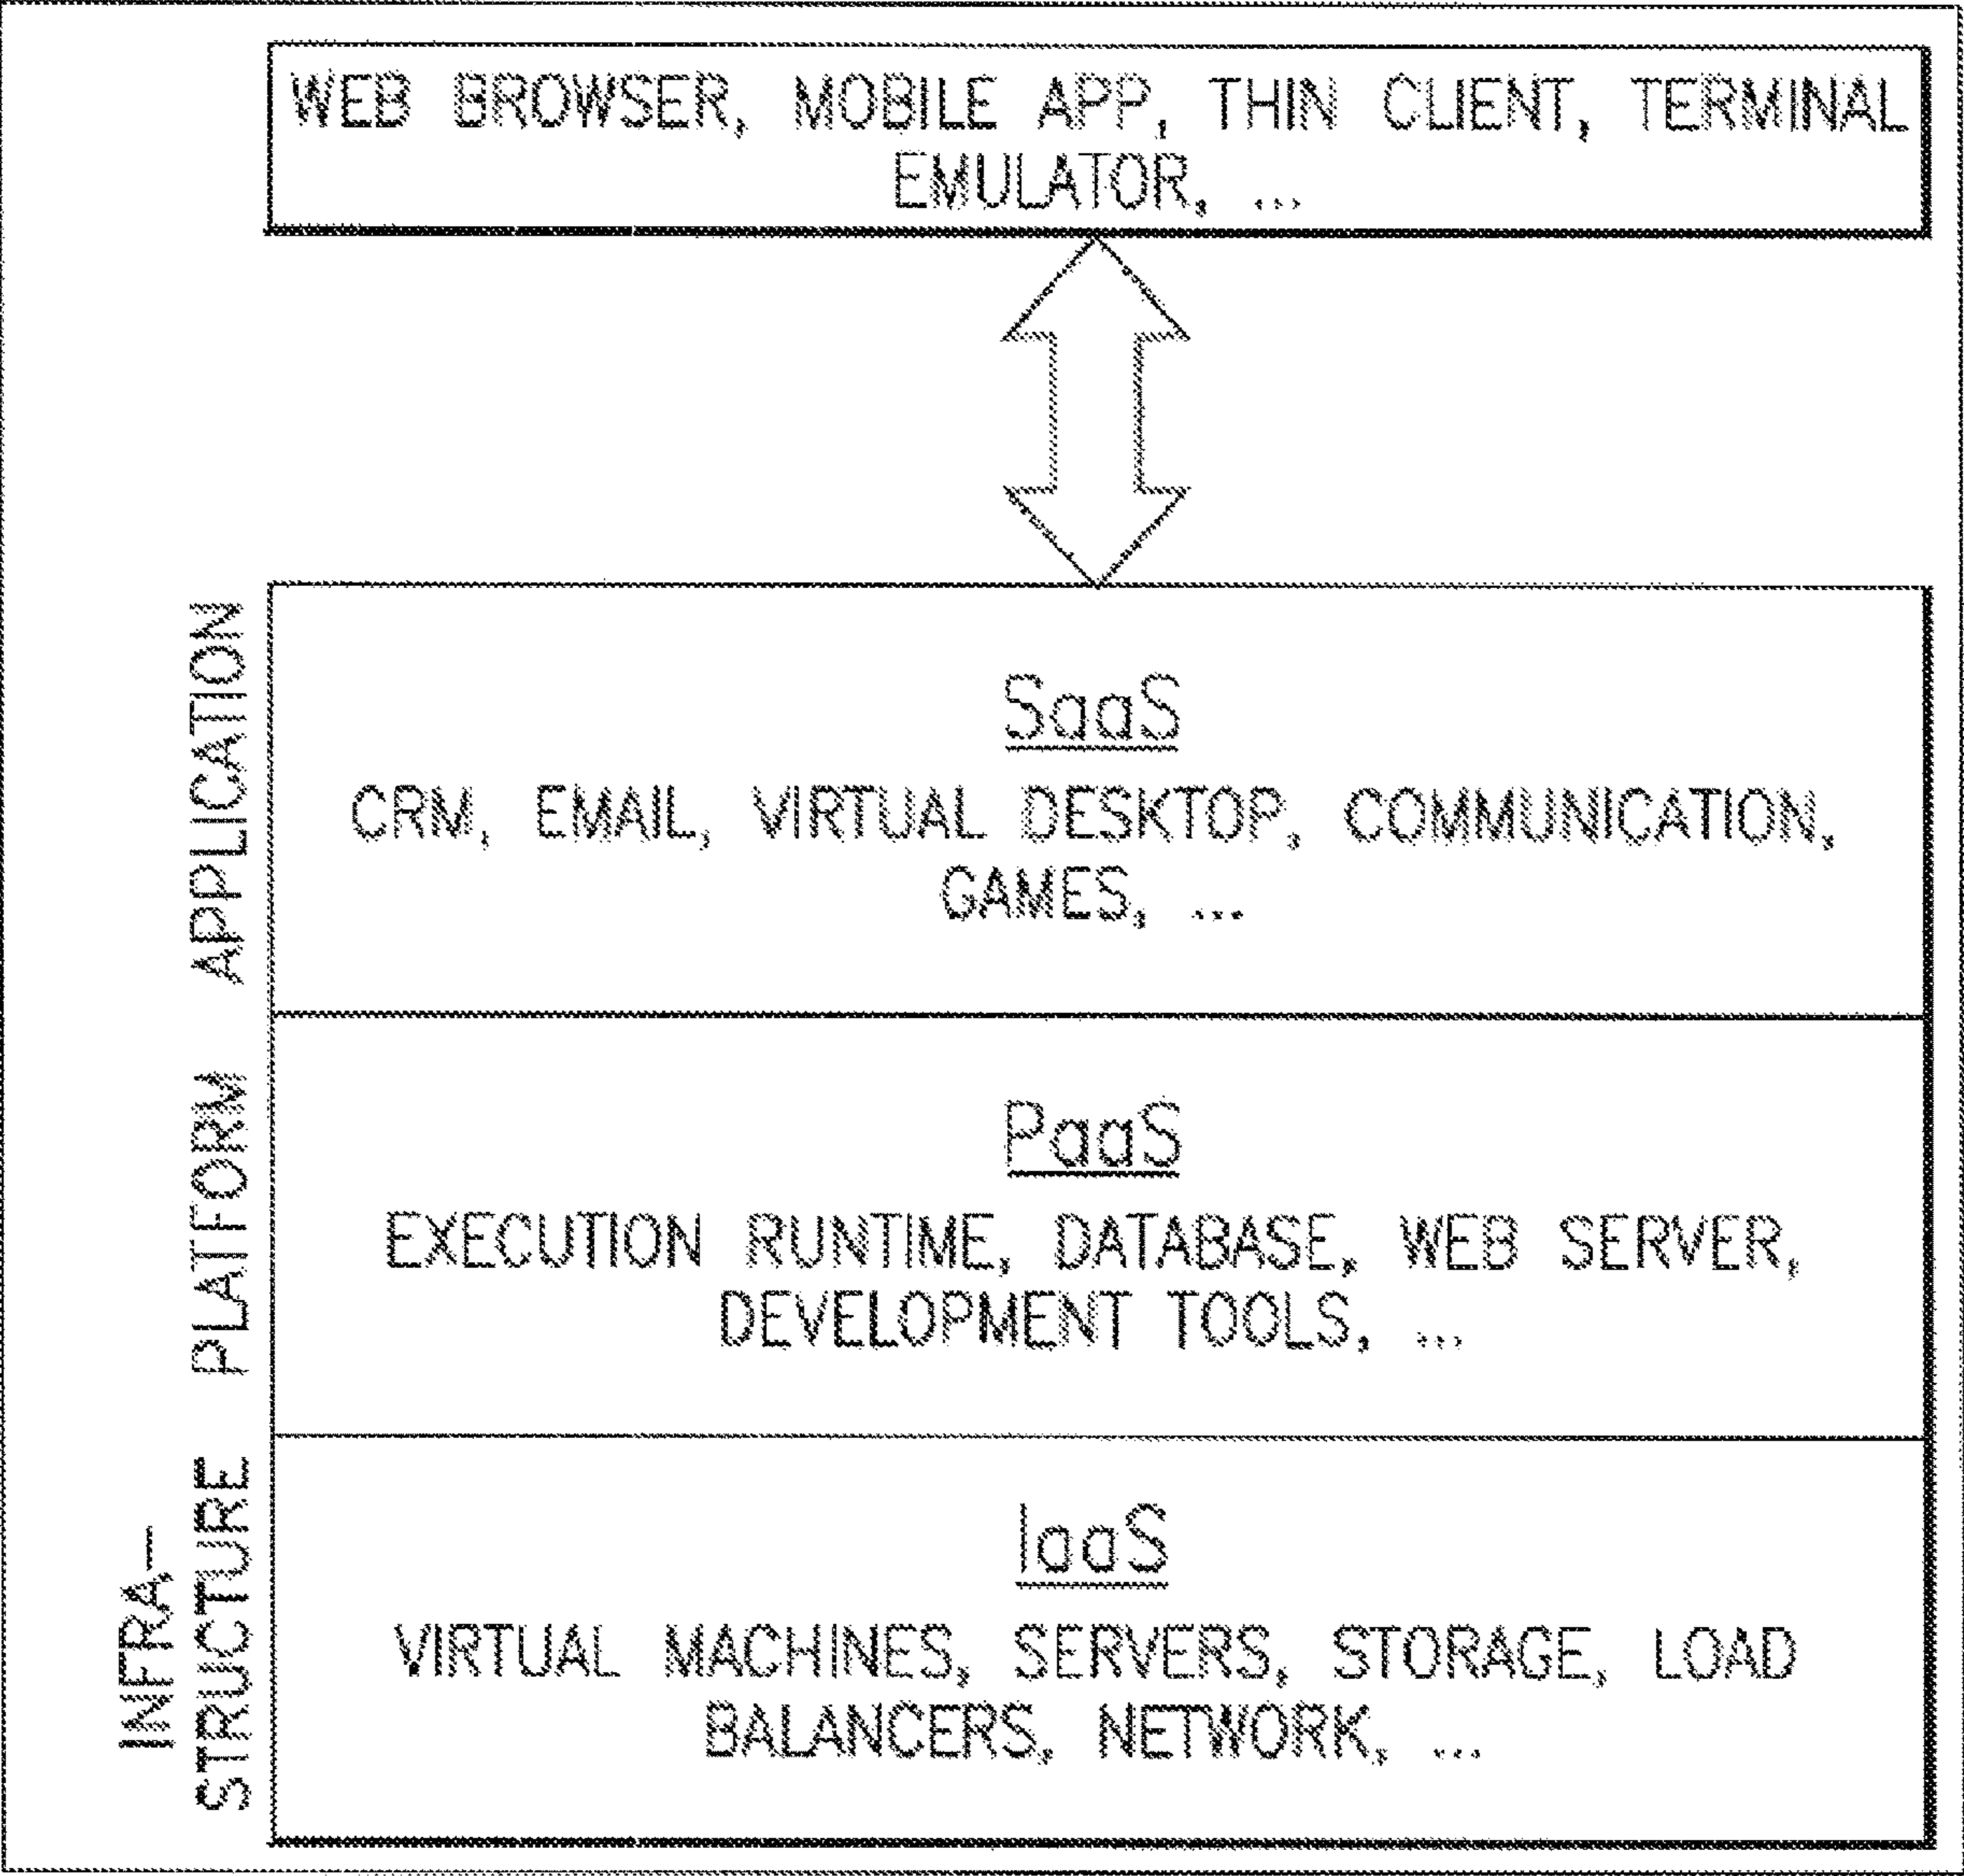 WEB BROWSER, MOBILE APP, THIN CLIENT, TERMINAL
EMULATOR, ...
APPLICATION
SaaS
CRM, EMAIL, VIRTUAL DESKTOP, COMMUNICATION,
GAMES, ...
PLATFORM
PaaS
EXECUTION RUNTIME, DATABASE, WEB SERVER,
DEVELOPMENT TOOLS, ...
INFRA-
STRUCTURE
IaaS
VIRTUAL MACHINES, SERVERS, STORAGE, LOAD
BALANCERS, NETWORK, ...